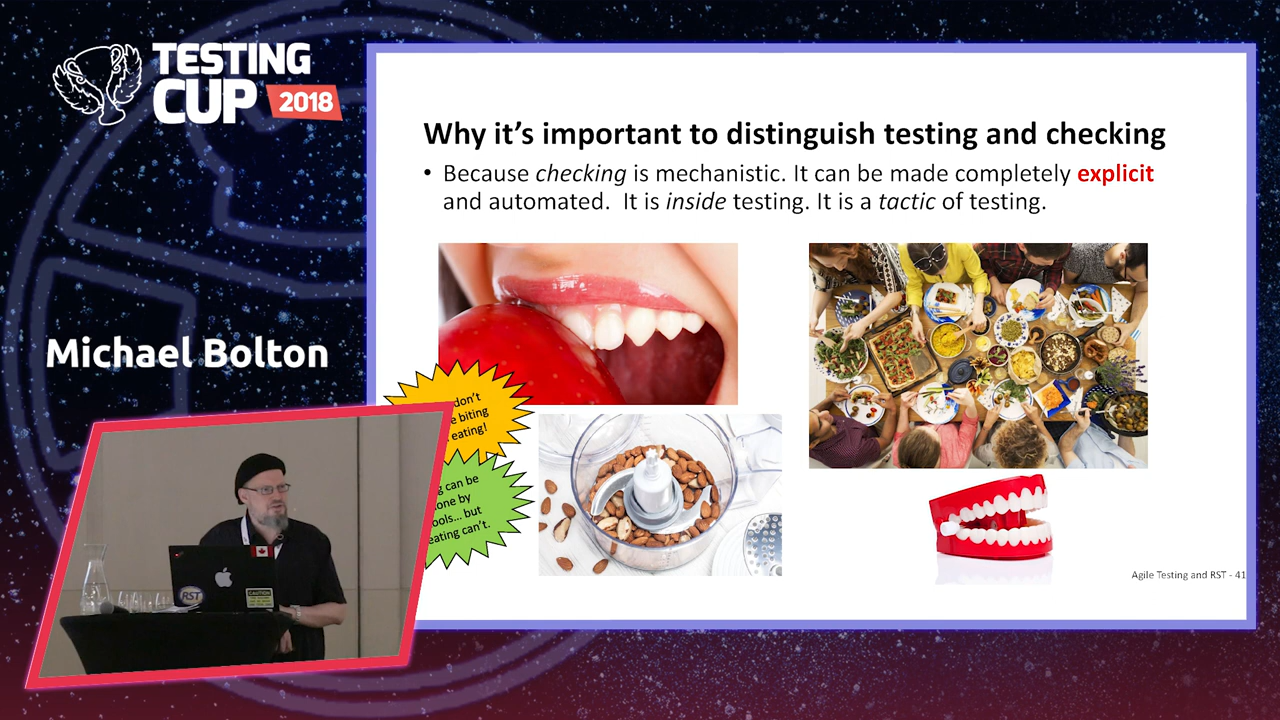 TESTING
CUP 2018
Why it's important to distinguish testing and checking
• Because checking is mechanistic. It can be made completely explicit
and automated. It is inside testing. It is a tactic of testing.
Michael Bolton
don't
biting
eating!
can be
by
but
eating can't.
RST
CAUTION
Agile Testing and RST - 41